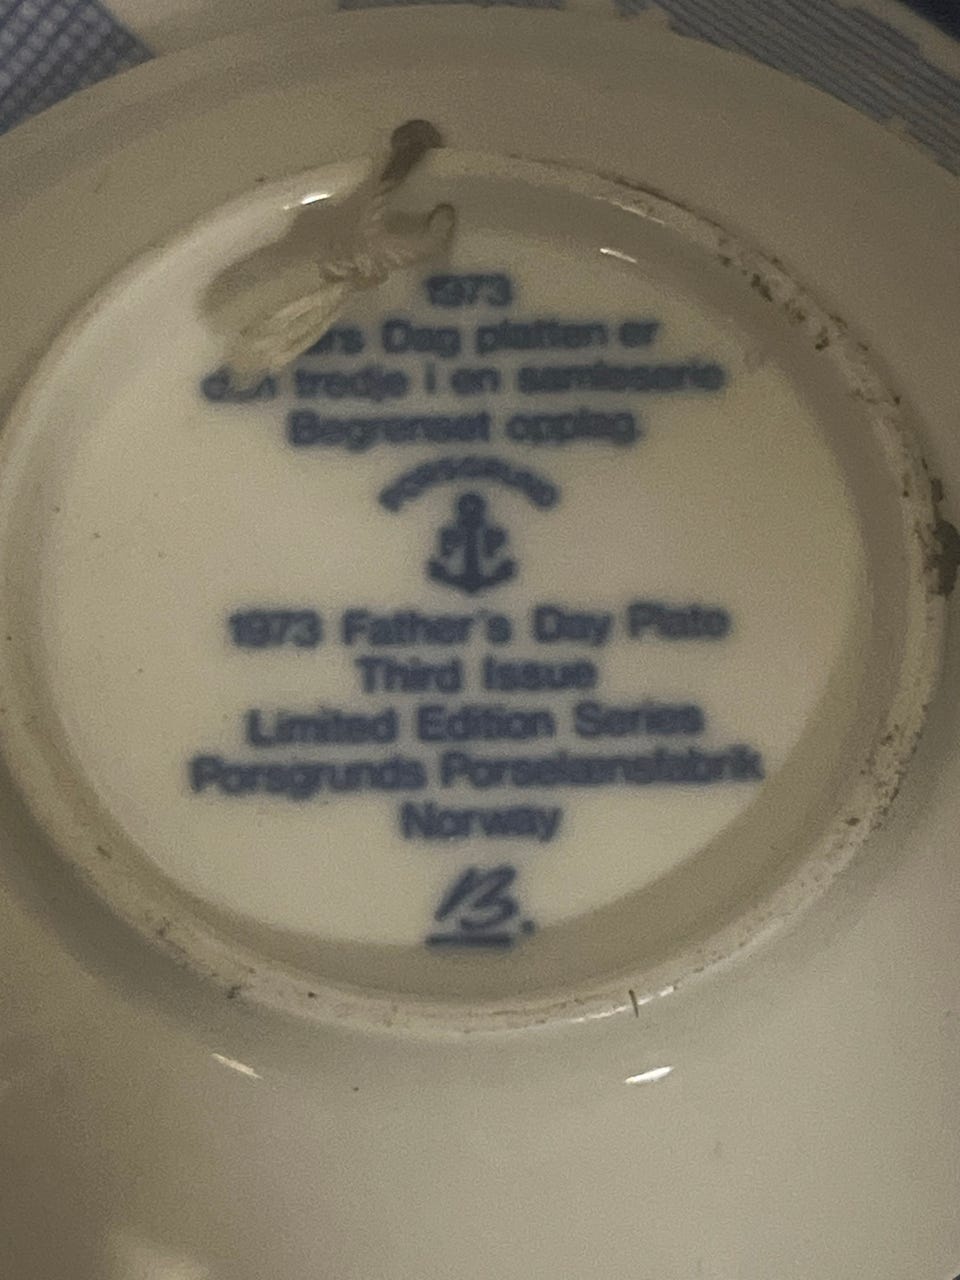 1973
Dag platten er
tredje i en samleserie
Begrenset opplag.
PORSGRUND
PP
1973 Father's Day Plate
Third Issue
Limited Edition Series
Porsgrunds Porselænsfabrik
Norway